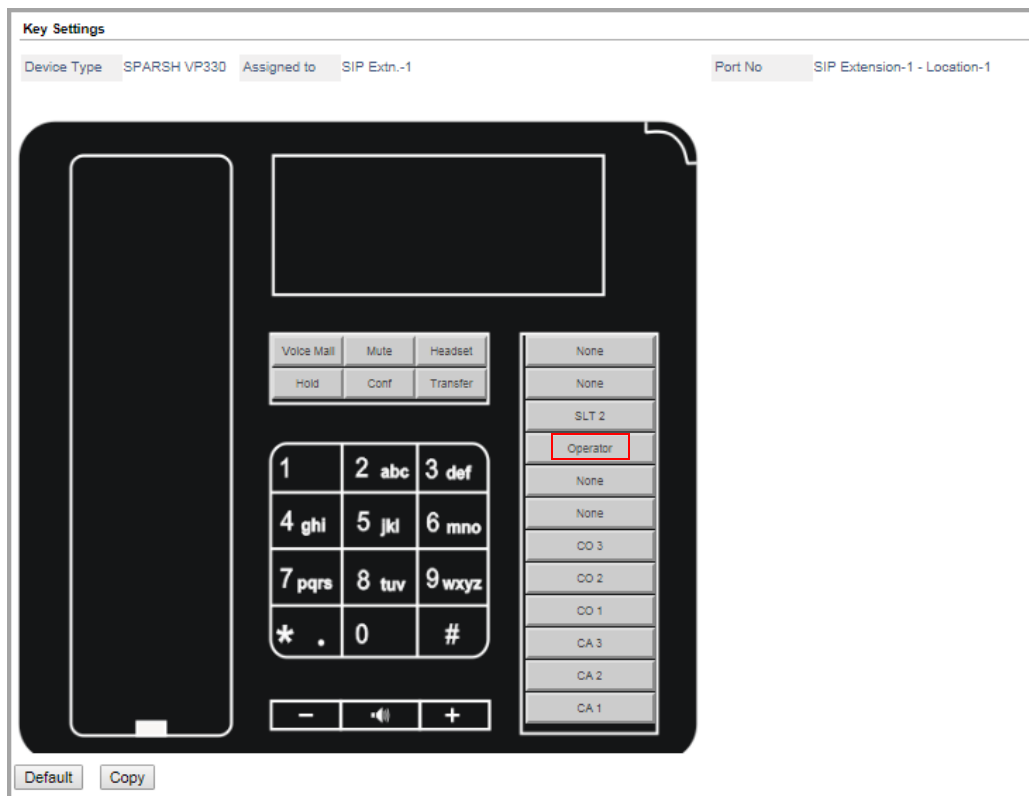 Key Settings
Device Type SPARSH VP330 Assigned to SIP Extn.-1 Port No SIP Extension-1 - Location-1
Voice Mail Mute Headset
Hold Conf Transfer
None
None
SLT 2
Operator
None
None
CO 3
CO 2
CO 1
CA 3
CA 2
CA 1
1 2 abc 3 def
4 ghi 5 jkl 6 mno
7 pqrs 8 tuv 9 wxyz
* . 0 #
− +
Default Copy